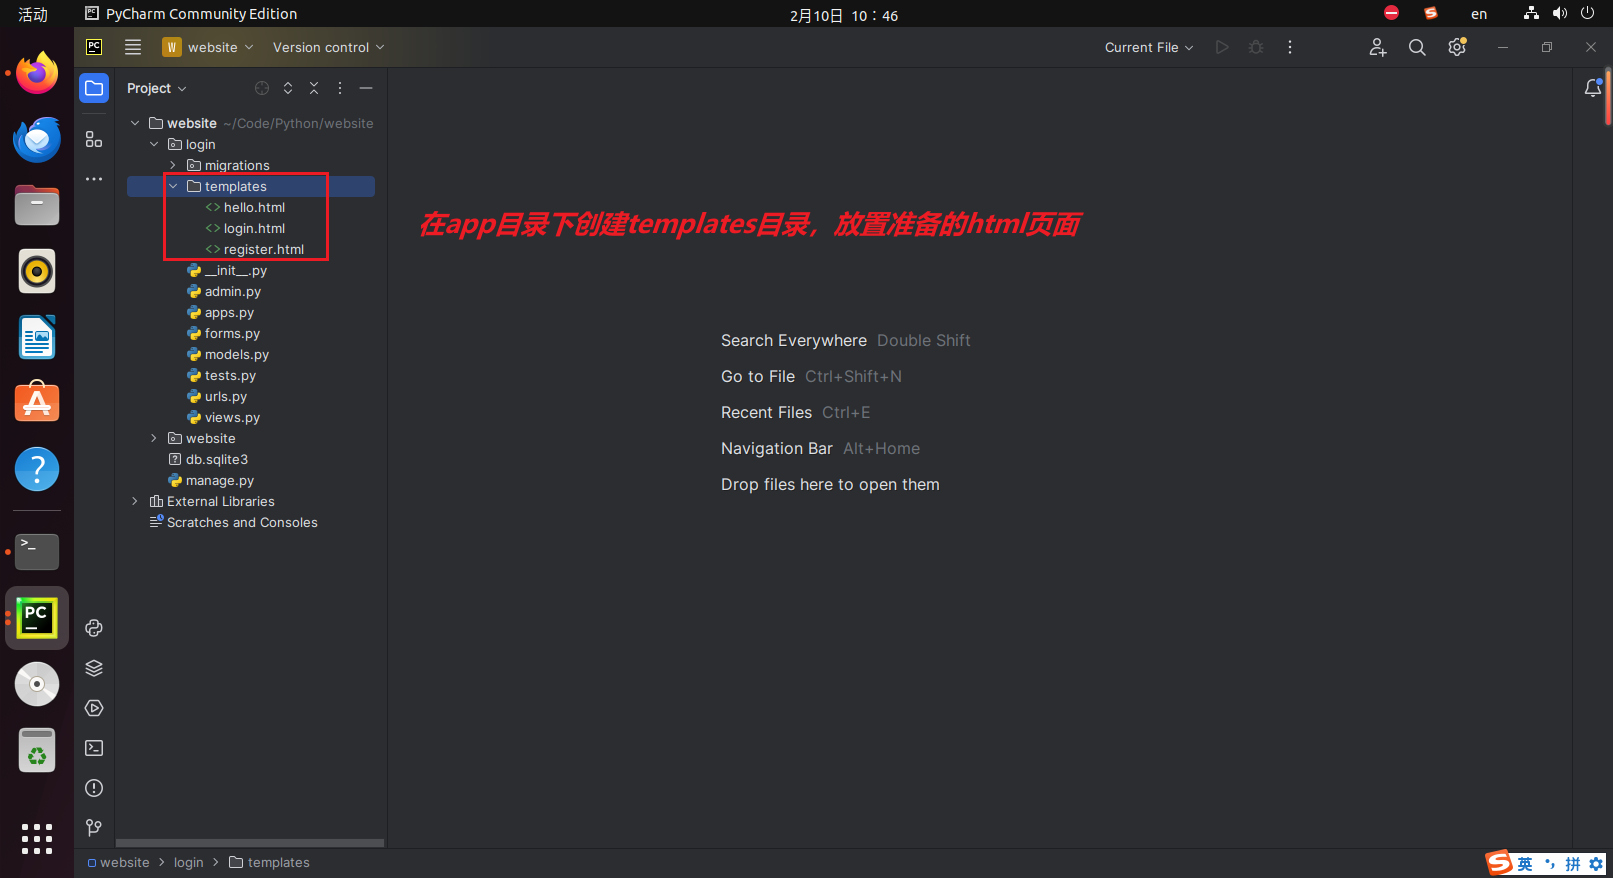 活动
PyCharm Community Edition
2月10日 10：46
en
PC
W website
Version control
Current File
Project
website ~/Code/Python/website
login
migrations
templates
hello.html
login.html
register.html
__init__.py
admin.py
apps.py
forms.py
models.py
tests.py
urls.py
views.py
website
db.sqlite3
manage.py
External Libraries
Scratches and Consoles
在app目录下创建templates目录，放置准备的html页面
Search Everywhere Double Shift
Go to File Ctrl+Shift+N
Recent Files Ctrl+E
Navigation Bar Alt+Home
Drop files here to open them
PC
website > login > templates
英 拼